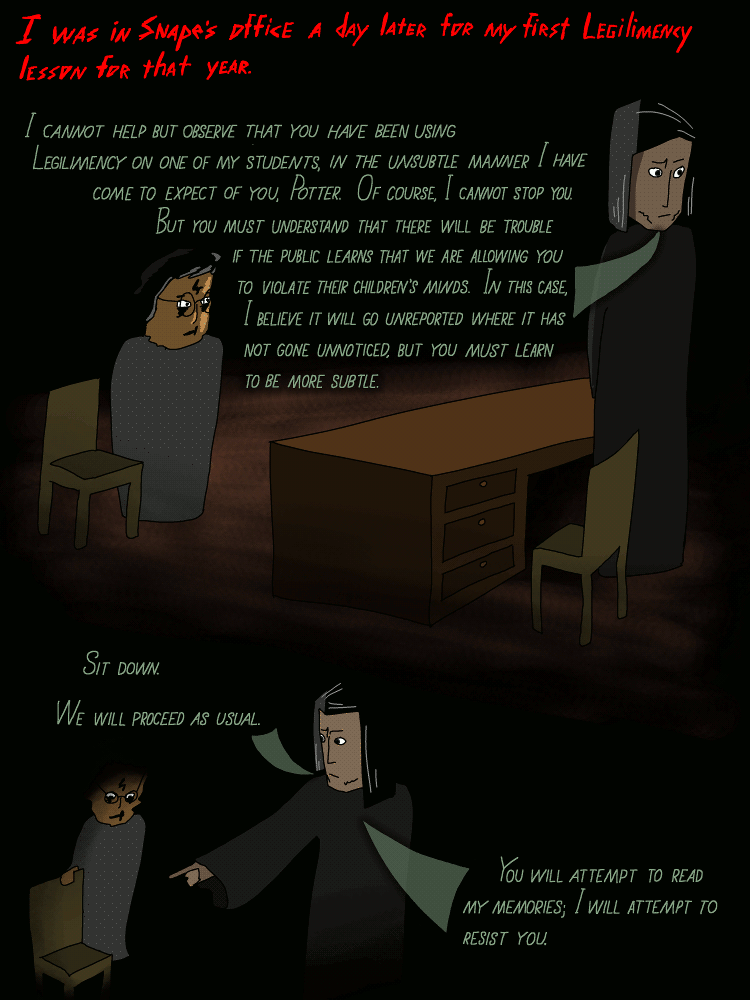 I was in Snape's office a day later for my first Legilimency
lesson for that year.
I cannot help but observe that you have been using
Legilimency on one of my students, in the unsubtle manner I have
come to expect of you, Potter. Of course, I cannot stop you.
But you must understand that there will be trouble
if the public learns that we are allowing you
to violate their children's minds. In this case,
I believe it will go unreported where it has
not gone unnoticed, but you must learn
to be more subtle.
Sit down.
We will proceed as usual.
You will attempt to read
my memories; I will attempt to
resist you.